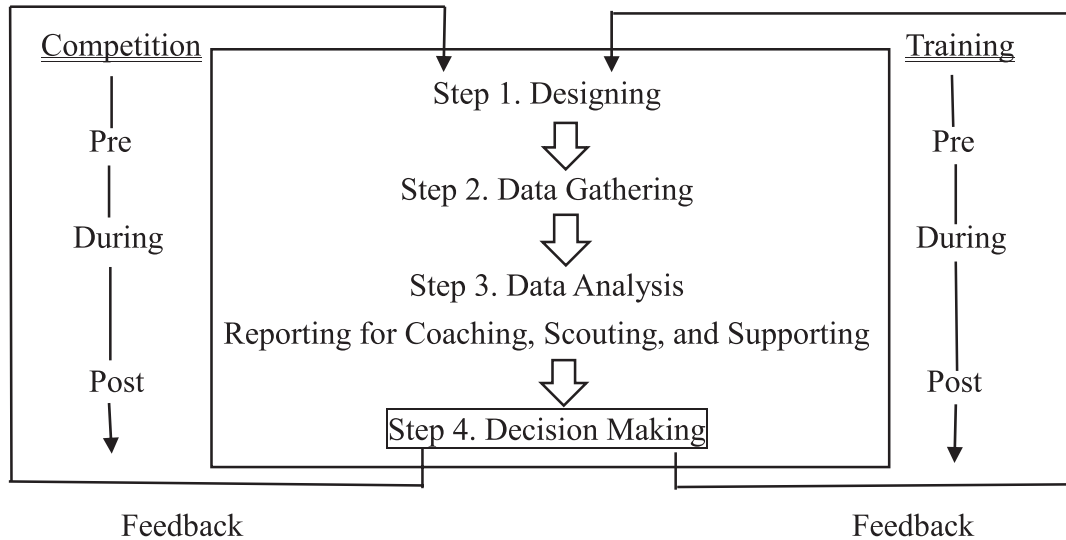 Competition
Training
Step 1. Designing
Pre
Pre
Step 2. Data Gathering
During
During
Step 3. Data Analysis
Reporting for Coaching, Scouting, and Supporting
Post
Post
Step 4. Decision Making
Feedback
Feedback